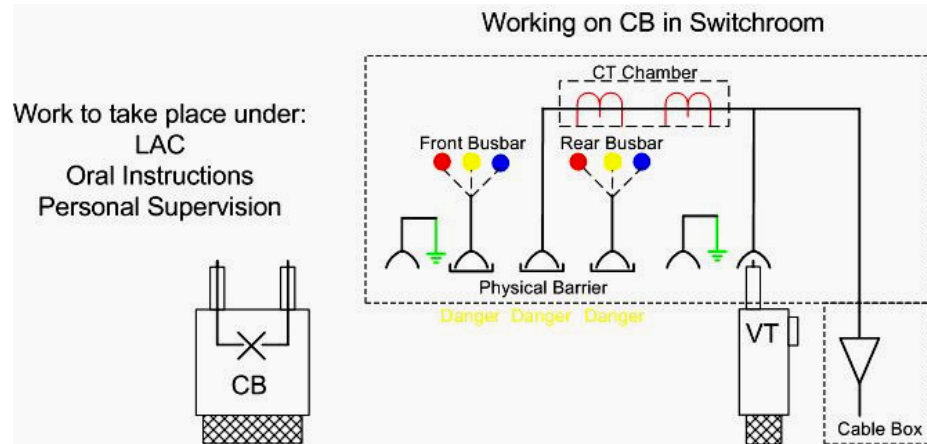 Working on CB in Switchroom
Work to take place under:
LAC
Oral Instructions
Personal Supervision
CT Chamber
Front Busbar
Rear Busbar
Physical Barrier
Danger Danger Danger
CB
VT
Cable Box